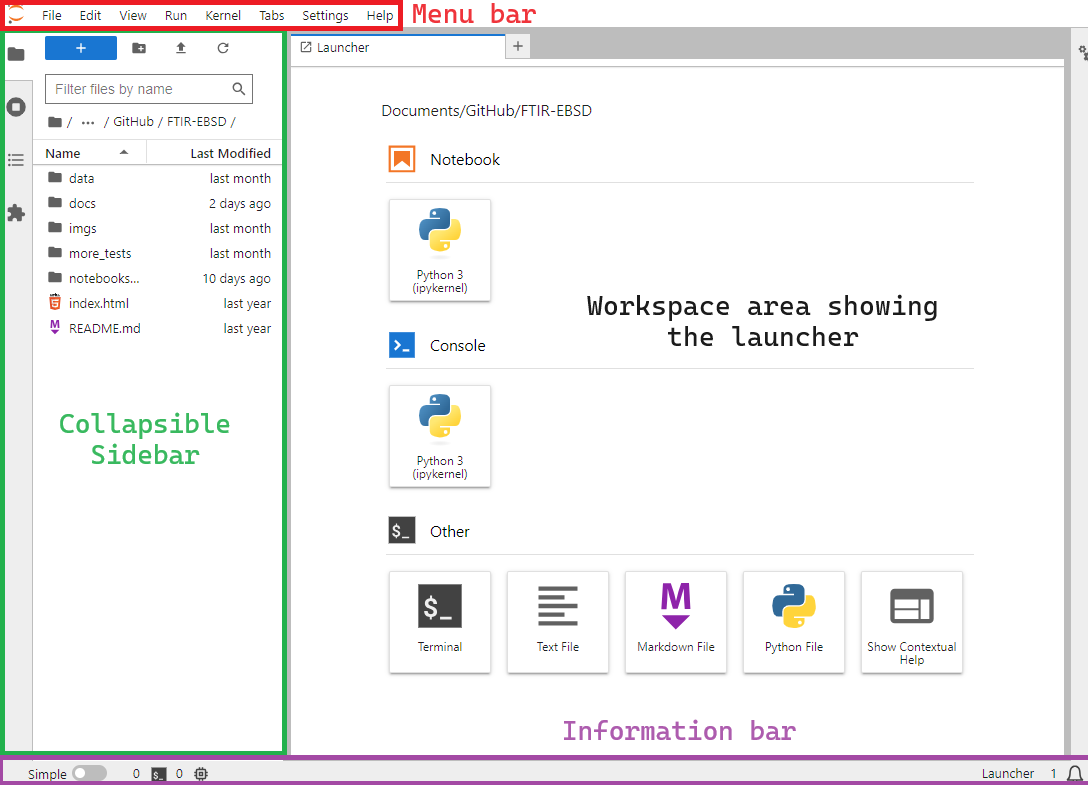 File Edit View Run Kernel Tabs Settings Help Menu bar
+
Launcher
+
Filter files by name
/ ... / GitHub / FTIR-EBSD /
Name Last Modified
data last month
docs 2 days ago
imgs last month
more_tests last month
notebooks... 10 days ago
index.html last year
README.md last year
Collapsible
Sidebar
Documents/GitHub/FTIR-EBSD
Notebook
Python 3
(ipykernel)
Workspace area showing
the launcher
Console
Python 3
(ipykernel)
$_ Other
$_
Terminal
Text File
M
Markdown File
Python File
Show Contextual
Help
Information bar
Simple 0 $_ 0 Launcher 1